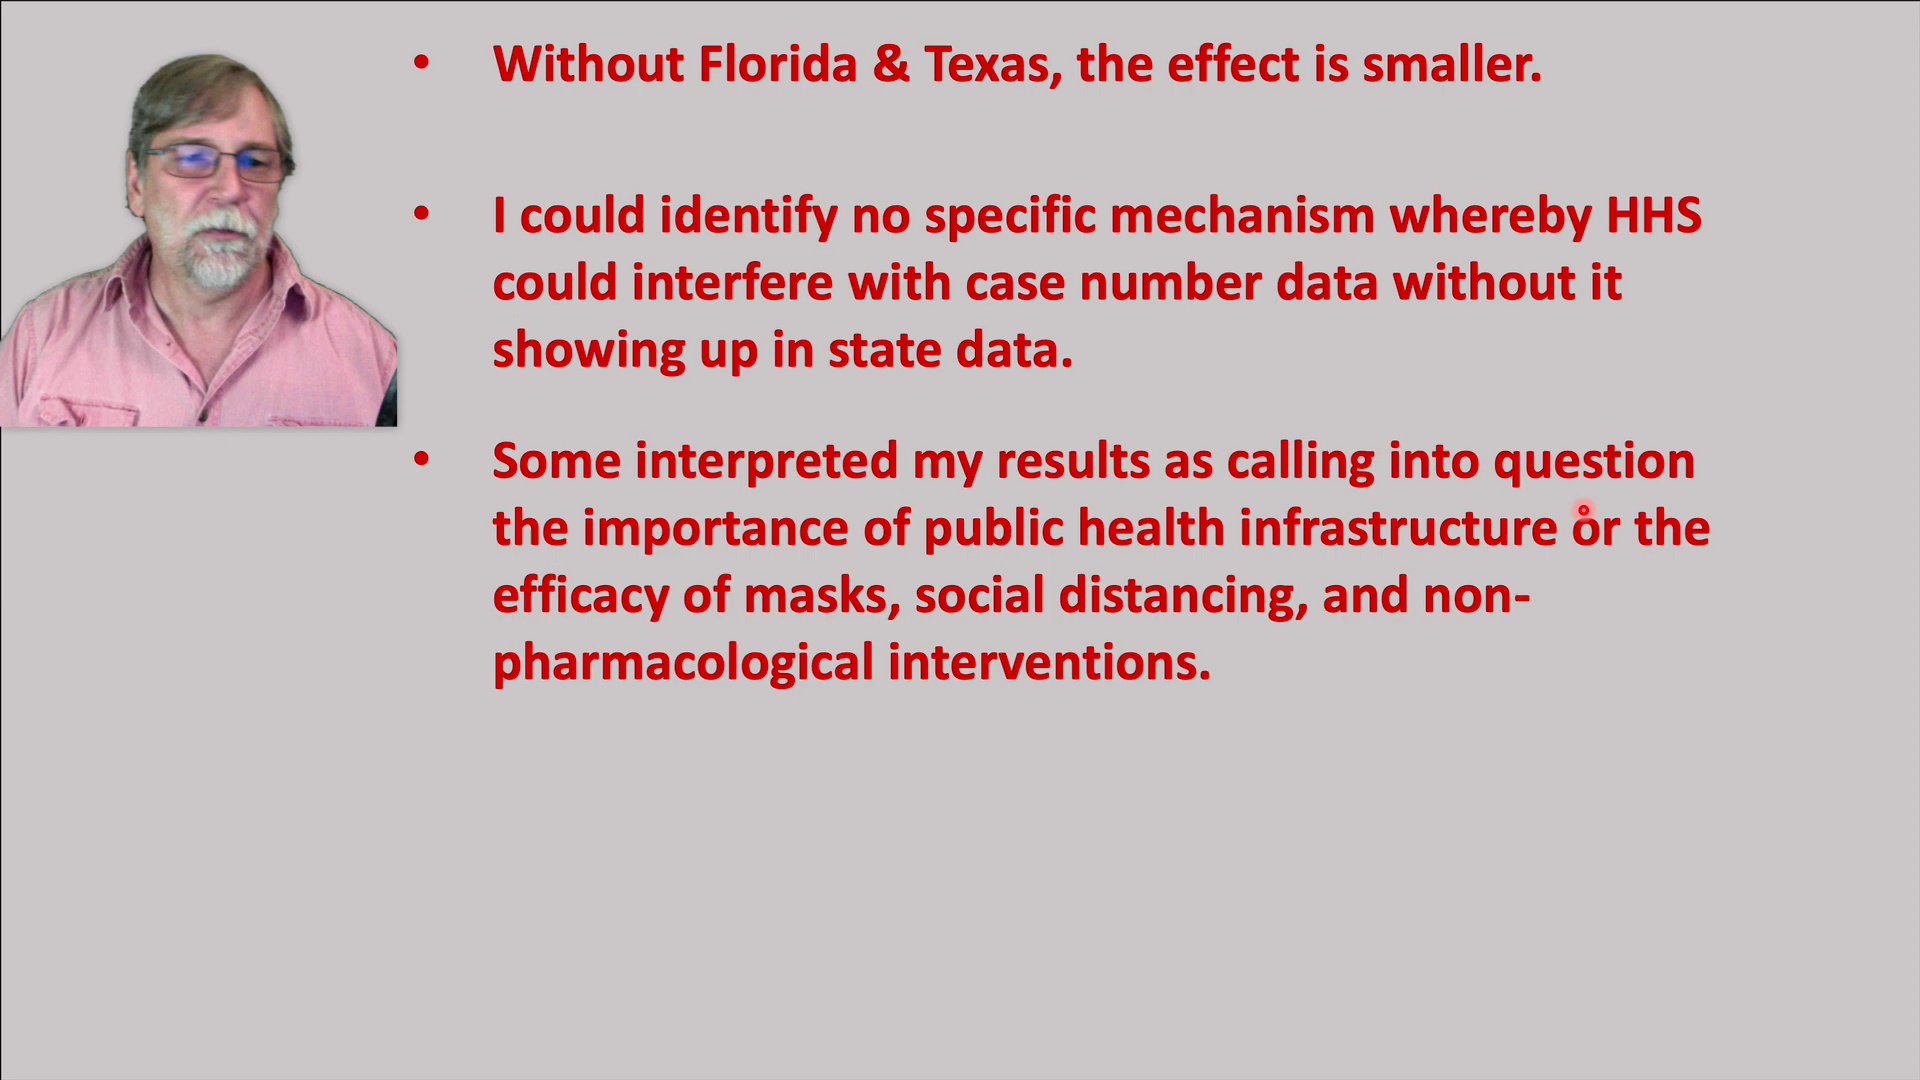 • Without Florida & Texas, the effect is smaller.
• I could identify no specific mechanism whereby HHS
could interfere with case number data without it
showing up in state data.
• Some interpreted my results as calling into question
the importance of public health infrastructure or the
efficacy of masks, social distancing, and non-
pharmacological interventions.